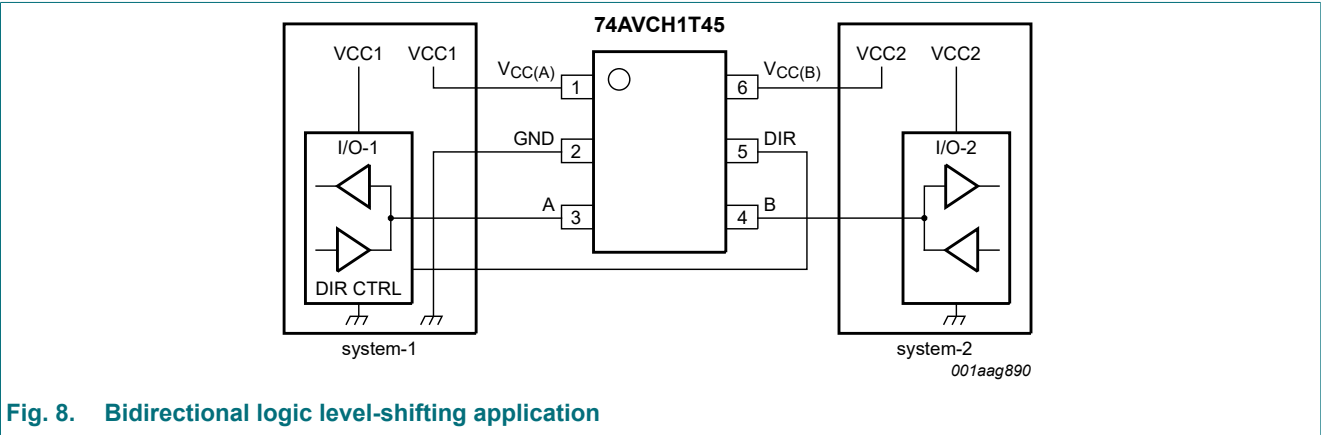 74AVCH1T45
VCC1 VCC1 VCC(A) 1 6 VCC(B) VCC2 VCC2
I/O-1 GND 2 5 DIR I/O-2
A 3 4 B
DIR CTRL
system-1 system-2
001aag890
Fig. 8. Bidirectional logic level-shifting application